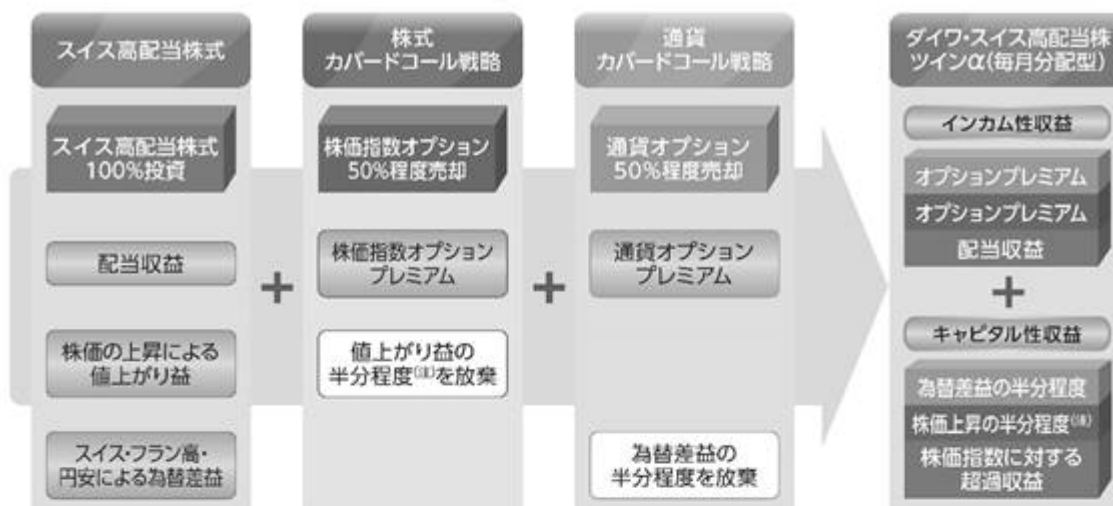 スイス高配当株式
スイス高配当株式
100%投資
配当収益
株価の上昇による
値上がり益
スイス・フラン高・
円安による為替差益
+
株式
カバードコール戦略
株価指数オプション
50%程度売却
株価指数オプション
プレミアム
値上がり益の
半分程度(注)を放棄
+
通貨
カバードコール戦略
通貨オプション
50%程度売却
通貨オプション
プレミアム
為替差益の
半分程度を放棄
ダイワ・スイス高配当株
ツインα(毎月分配型)
インカム性収益
オプションプレミアム
オプションプレミアム
配当収益
+
キャピタル性収益
為替差益の半分程度
株価上昇の半分程度(注)
株価指数に対する
超過収益